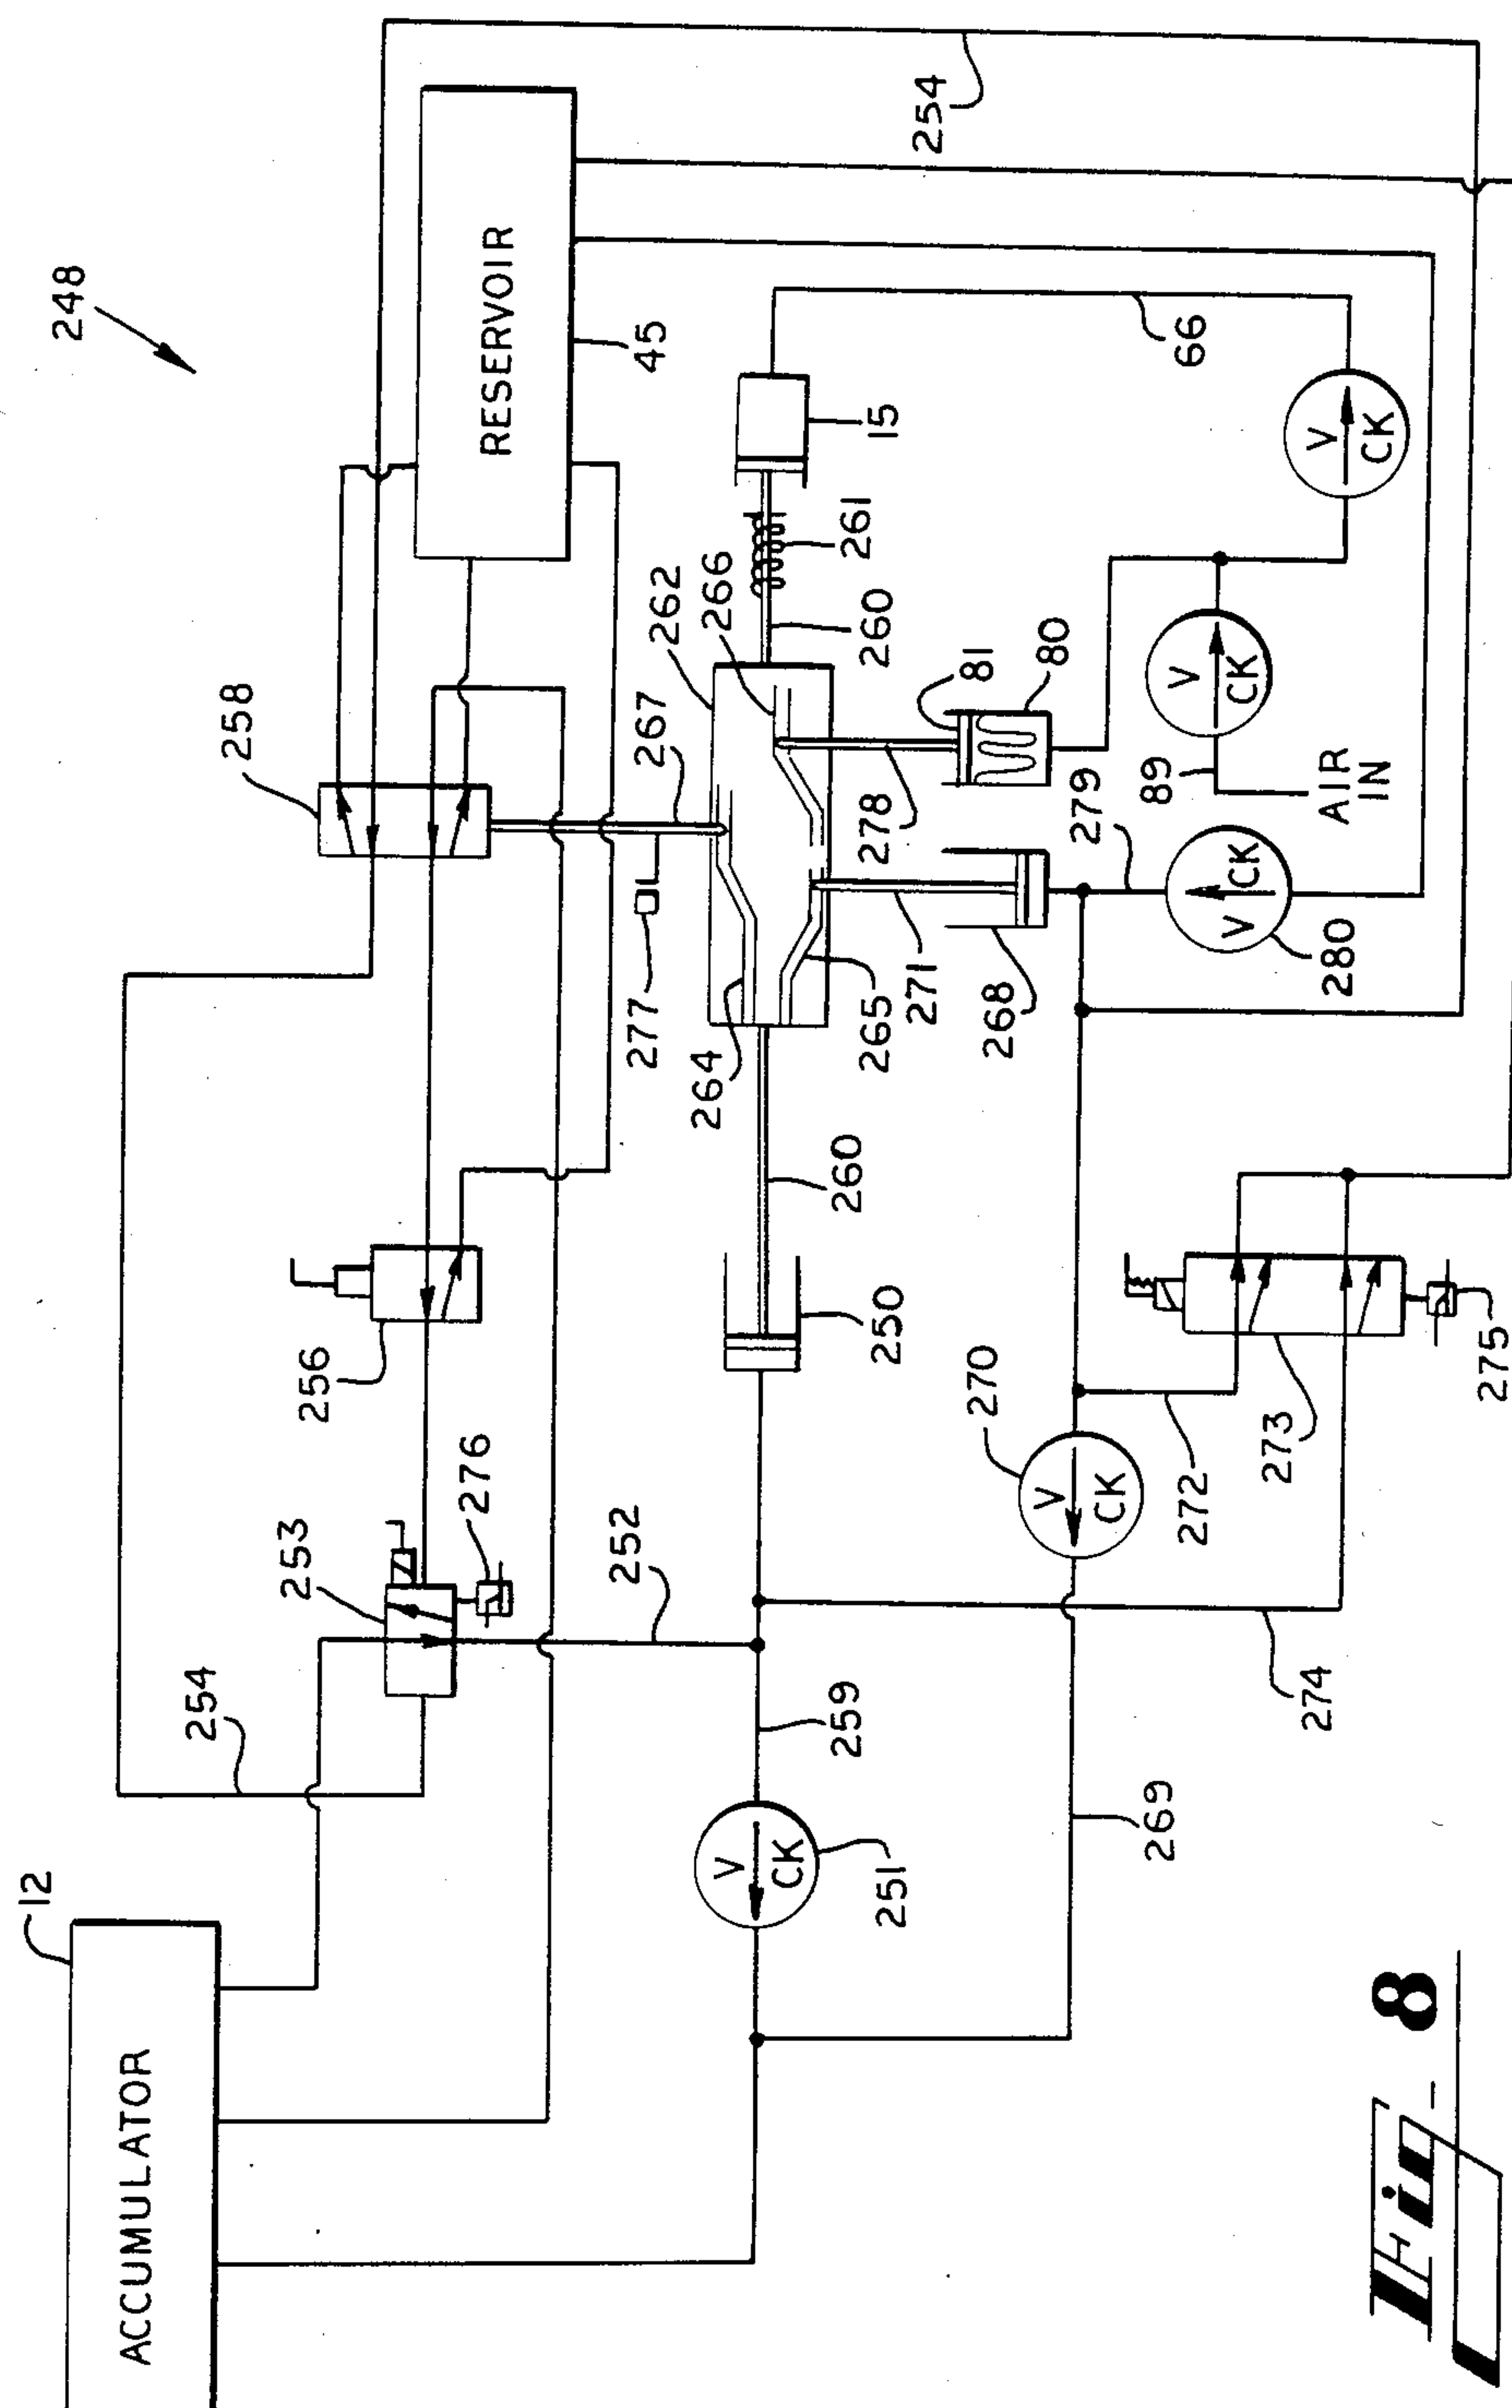 12
248
ACCUMULATOR
254
258
253
256
276
RESERVOIR
45
252
277
267
262
264
266
V
CK
251
259
260
250
260
261
15
265
271
278
254
81
268
80
270
V
CK
279
89
269
272
V
CK
280
V
CK
66
273
AIR
IN
V
CK
274
275
Fig_8